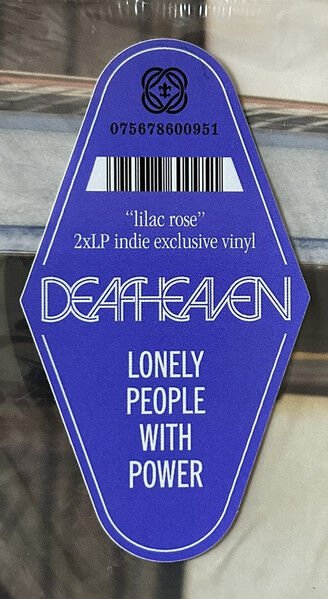 075678600951
“lilac rose”
2xLP indie exclusive vinyl
DEAFHEAVEN
LONELY
PEOPLE
WITH
POWER